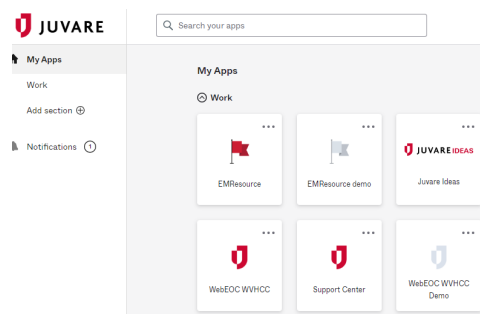 JUVARE
Search your apps
My Apps
Work
Add section
Notifications 1
My Apps
Work
EMResource
EMResource demo
JUVARE IDEAS
Juvare Ideas
WebEOC WVHCC
Support Center
WebEOC WVHCC
Demo